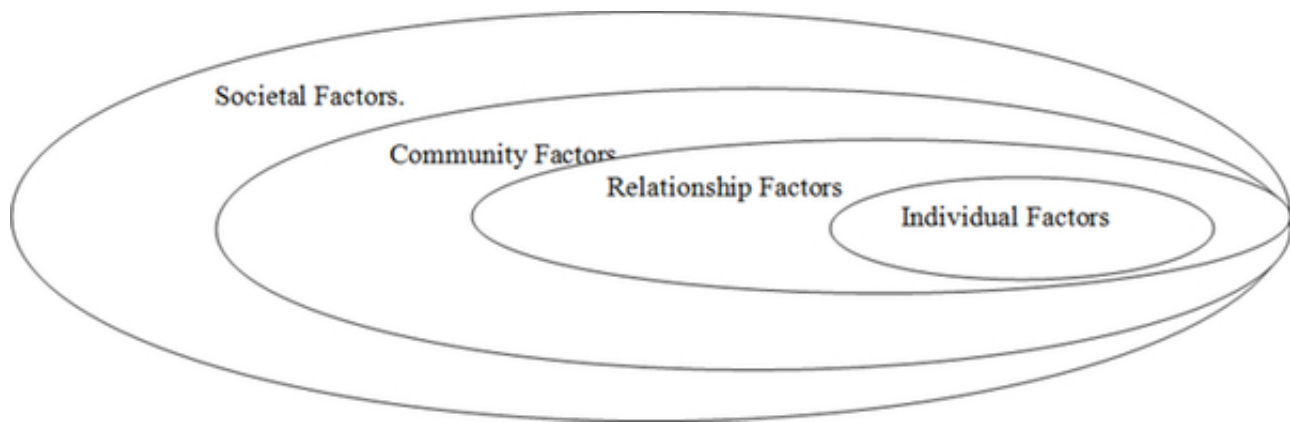 Societal Factors.
Community Factors
Relationship Factors
Individual Factors